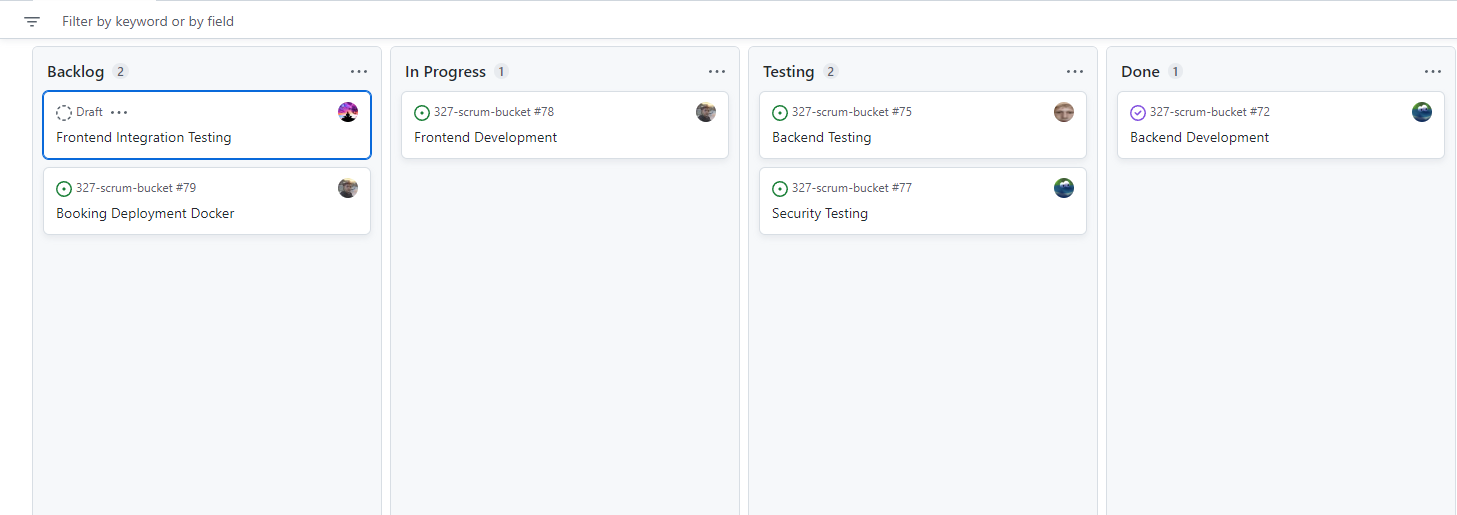 Filter by keyword or by field
Backlog 2
Draft
Frontend Integration Testing
327-scrum-bucket #79
Booking Deployment Docker
In Progress 1
327-scrum-bucket #78
Frontend Development
Testing 2
327-scrum-bucket #75
Backend Testing
327-scrum-bucket #77
Security Testing
Done 1
327-scrum-bucket #72
Backend Development